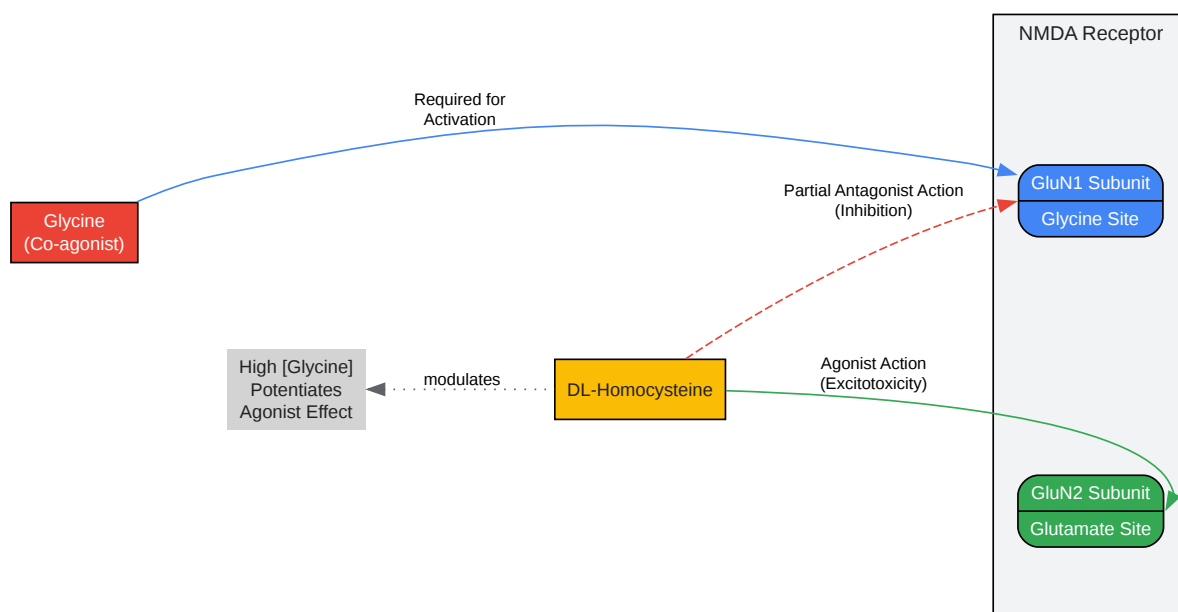 NMDA Receptor
Required for
Activation
GluN1 Subunit
Glycine Site
Partial Antagonist Action
(Inhibition)
Glycine
(Co-agonist)
High [Glycine]
Potentiates
Agonist Effect
modulates
DL-Homocysteine
Agonist Action
(Excitotoxicity)
GluN2 Subunit
Glutamate Site